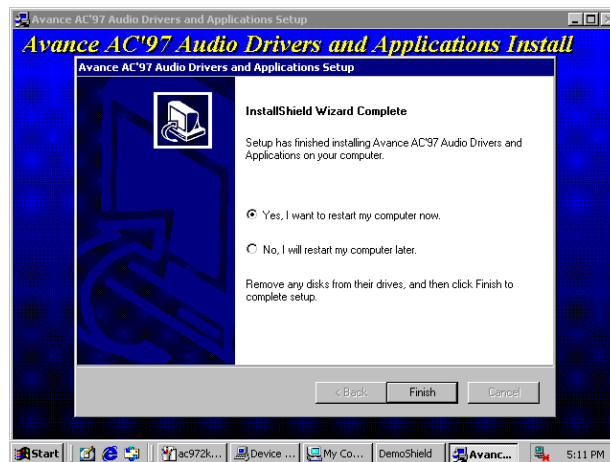 Avance AC'97 Audio Drivers and Applications Setup
Avance AC'97 Audio Drivers and Applications Install
Avance AC'97 Audio Drivers and Applications Setup
InstallShield Wizard Complete
Setup has finished installing Avance AC'97 Audio Drivers and
Applications on your computer.
Yes, I want to restart my computer now.
No, I will restart my computer later.
Remove any disks from their drives, and then click Finish to
complete setup.
< Back Finish Cancel
Start ac972k... Device ... My Co... DemoShield Avanc... 5:11 PM